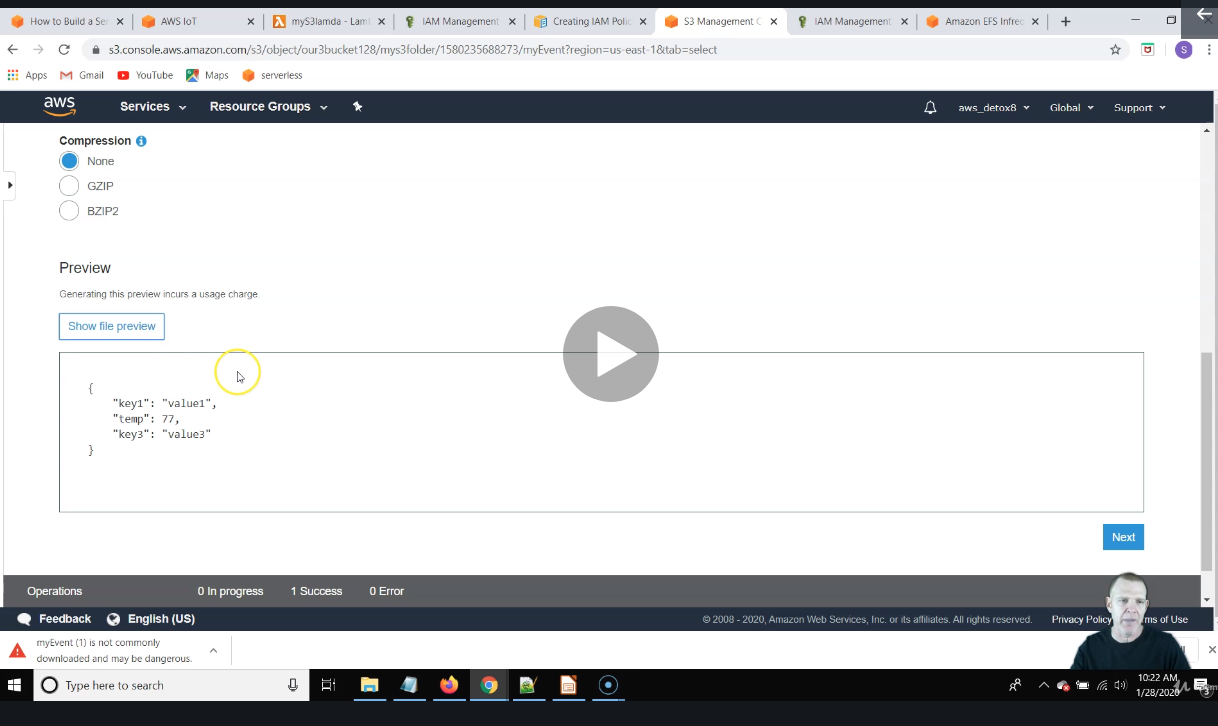 How to Build a Ser
AWS IoT
myS3lamda - Lam
IAM Management
Creating IAM Polic
S3 Management C
IAM Management
Amazon EFS Infrec
s3.console.aws.amazon.com/s3/object/our3bucket128/mys3folder/1580235688273/myEvent?region=us-east-1&tab=select
S
Apps
Gmail
YouTube
Maps
serverless
aws
Services
Resource Groups
aws_detox8
Global
Support
Compression
None
GZIP
BZIP2
Preview
Generating this preview incurs a usage charge.
Show file preview
{
"key1": "value1",
"temp": 77,
"key3": "value3"
}
Next
Operations
0 In progress
1 Success
0 Error
Feedback
English (US)
© 2008 - 2020, Amazon Web Services, Inc. or its affiliates. All rights reserved.
Privacy Policy
ms of Use
myEvent (1) is not commonly
downloaded and may be dangerous.
Type here to search
10:22 AM
1/28/2020
3